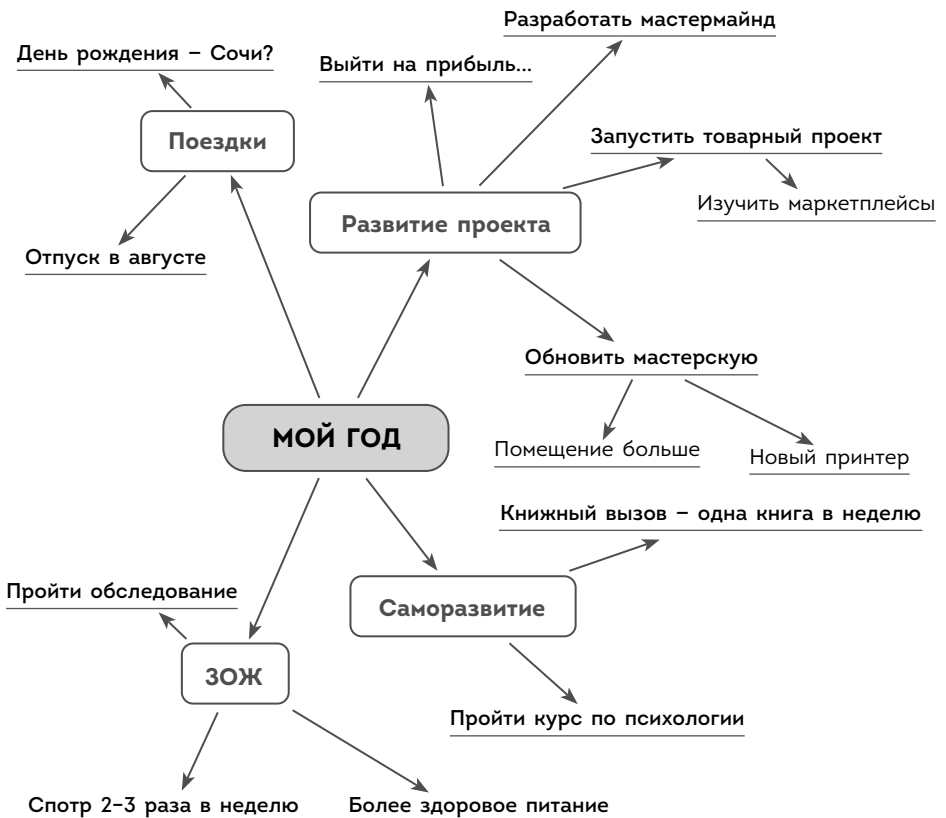 Разработать мастермайнд
День рождения – Сочи?
Выйти на прибыль...
Поездки
Запустить товарный проект
Изучить маркетплейсы
Развитие проекта
Отпуск в августе
Обновить мастерскую
МОЙ ГОД
Помещение больше
Новый принтер
Книжный вызов – одна книга в неделю
Пройти обследование
Саморазвитие
ЗОЖ
Пройти курс по психологии
Спотр 2–3 раза в неделю
Более здоровое питание